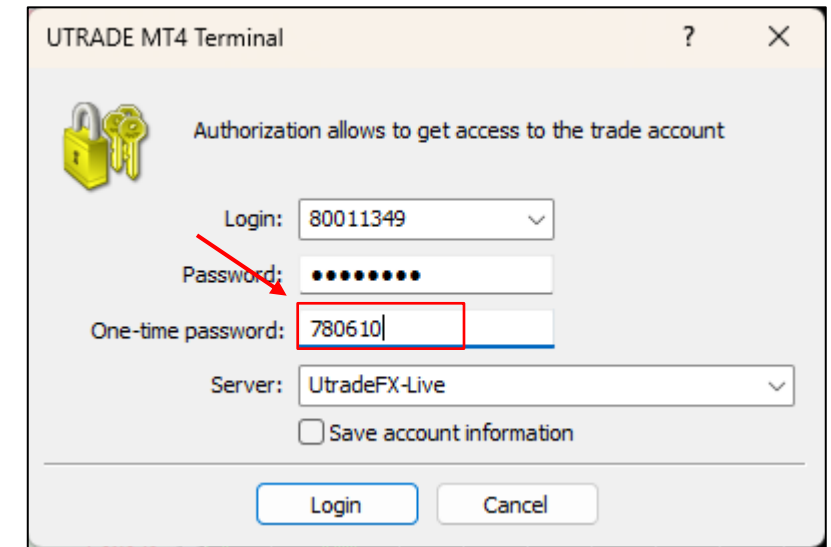 UTRADE MT4 Terminal ?
Authorization allows to get access to the trade account
Login: 80011349
Password: ••••••••
One-time password: 780610
Server: UtradeFX-Live
Save account information
Login Cancel